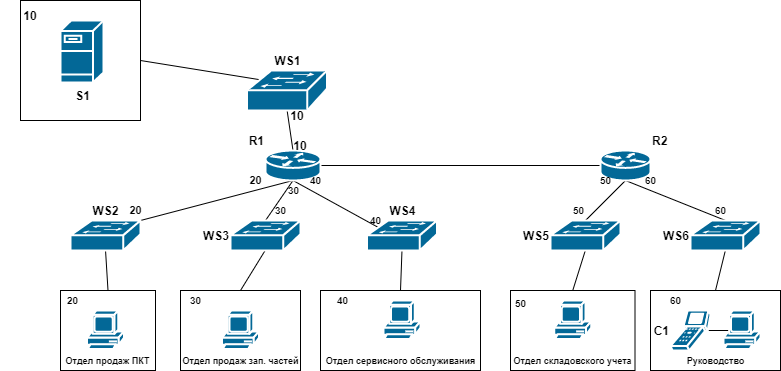 10
S1
WS1
10
R1
10
R2
20
30
40
50
60
WS2
20
WS3
30
WS4
40
WS5
50
WS6
60
20
Отдел продаж ПКТ
30
Отдел продаж зап. частей
40
Отдел сервисного обслуживания
50
Отдел складовского учета
60
C1
Руководство